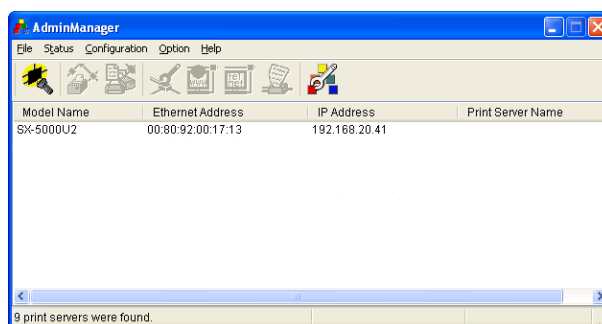 AdminManager
File Status Configuration Option Help
Model Name Ethernet Address IP Address Print Server Name
SX-5000U2 00:80:92:00:17:13 192.168.20.41
9 print servers were found.